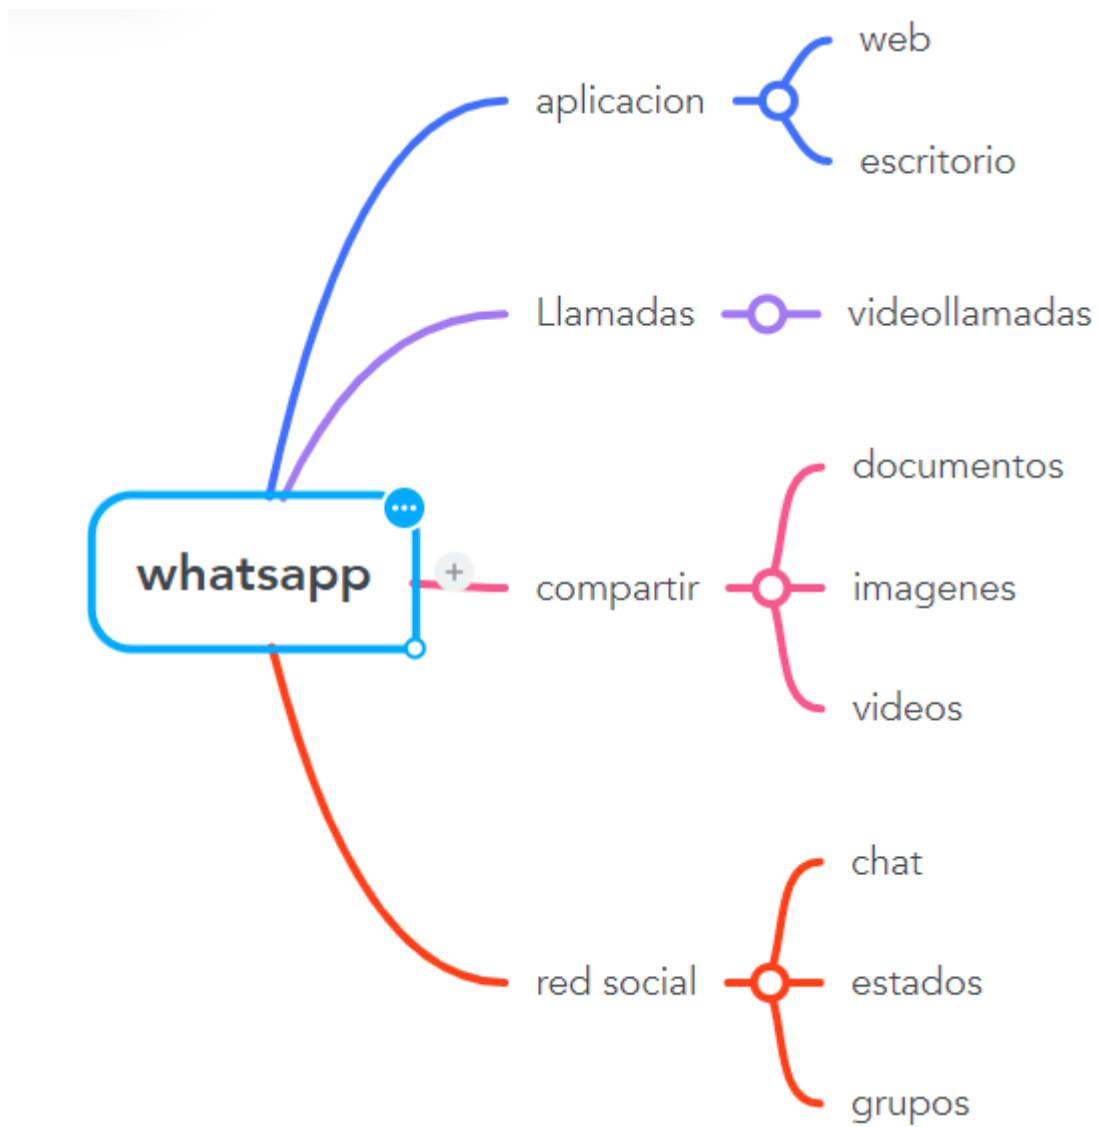 web
aplicacion
escritorio
Llamadas
videollamadas
documentos
whatsapp
compartir
imagenes
videos
chat
red social
estados
grupos